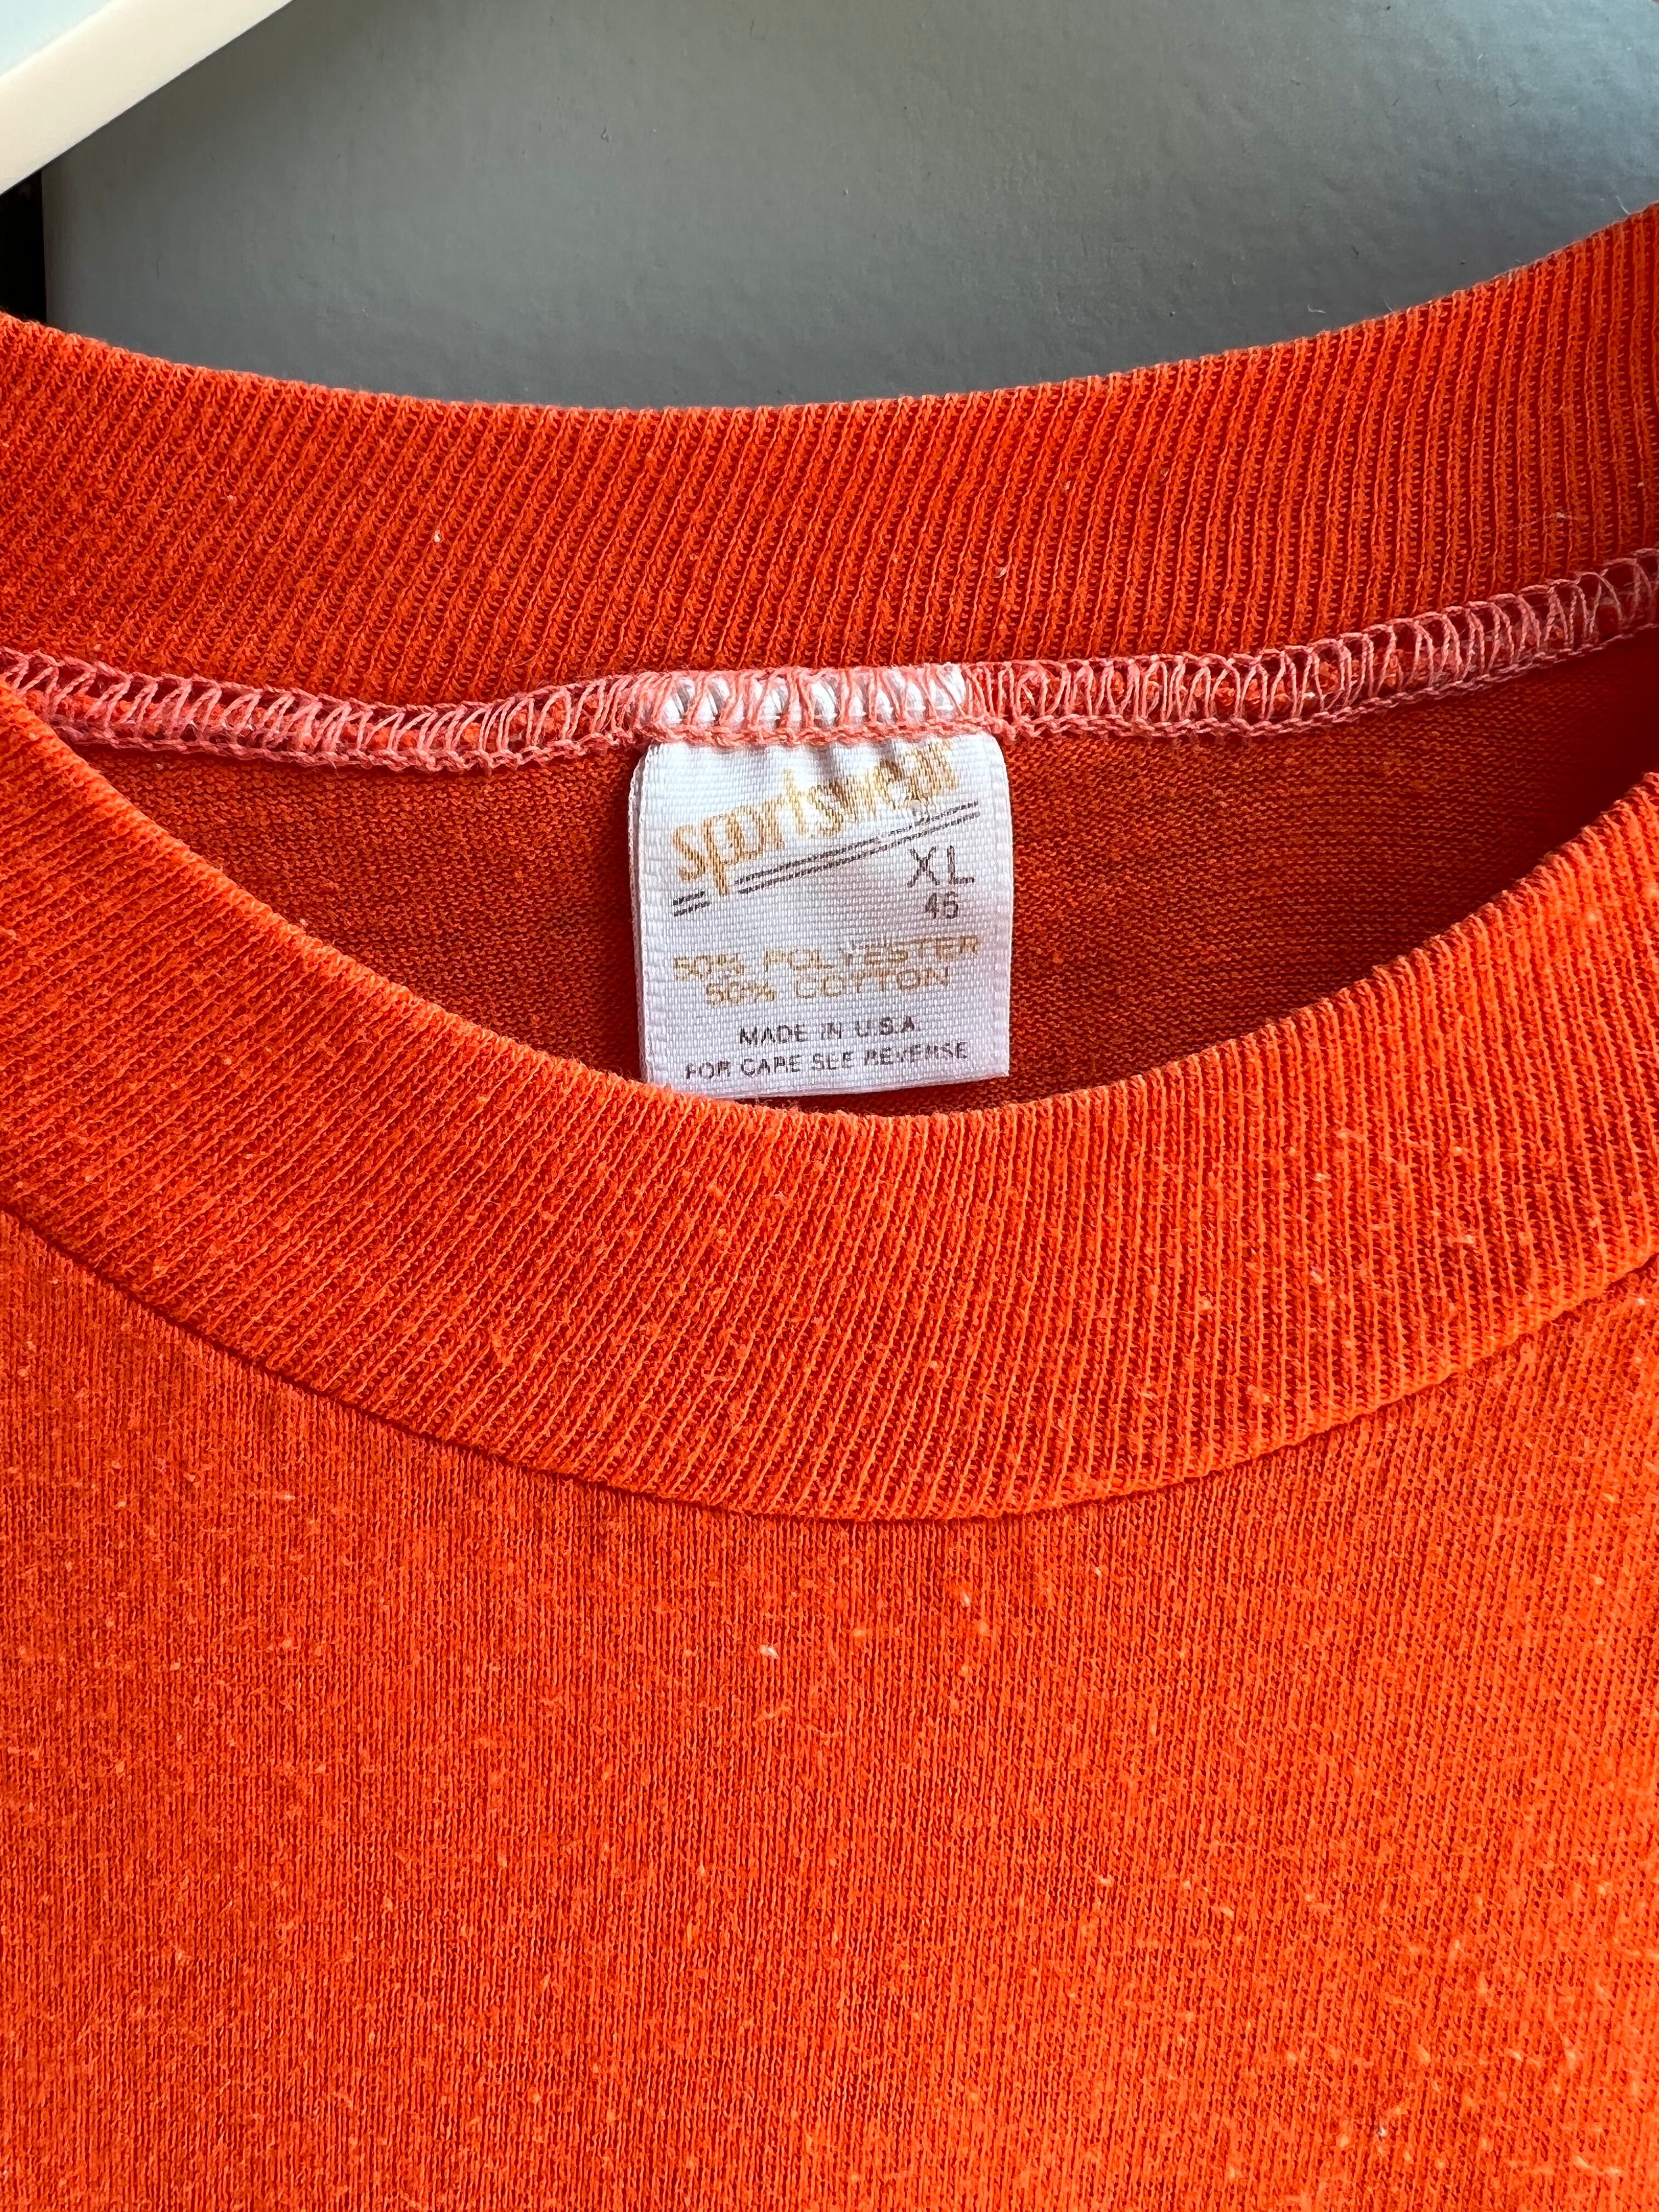 sportswear
XL
46
50% POLYESTER
50% COTTON
MADE IN U.S.A.
FOR CARE SEE REVERSE